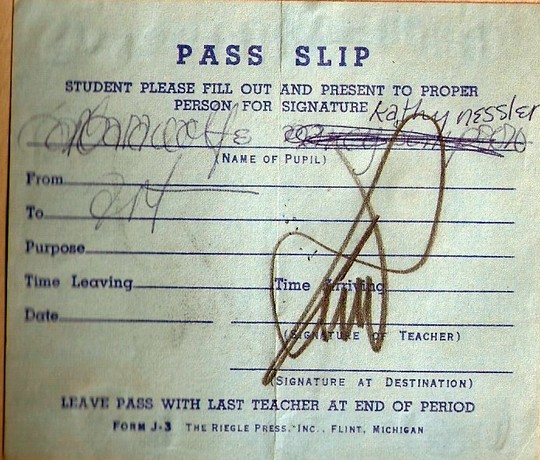 PASS SLIP
STUDENT PLEASE FILL OUT AND PRESENT TO PROPER
PERSON FOR SIGNATURE Kathy nessler
(NAME OF PUPIL)
From
To 214
Purpose
Time Leaving Time Arriving
Date
(SIGNATURE OF TEACHER)
(SIGNATURE AT DESTINATION)
LEAVE PASS WITH LAST TEACHER AT END OF PERIOD
FORM J-3 THE RIEGLE PRESS, INC., FLINT, MICHIGAN